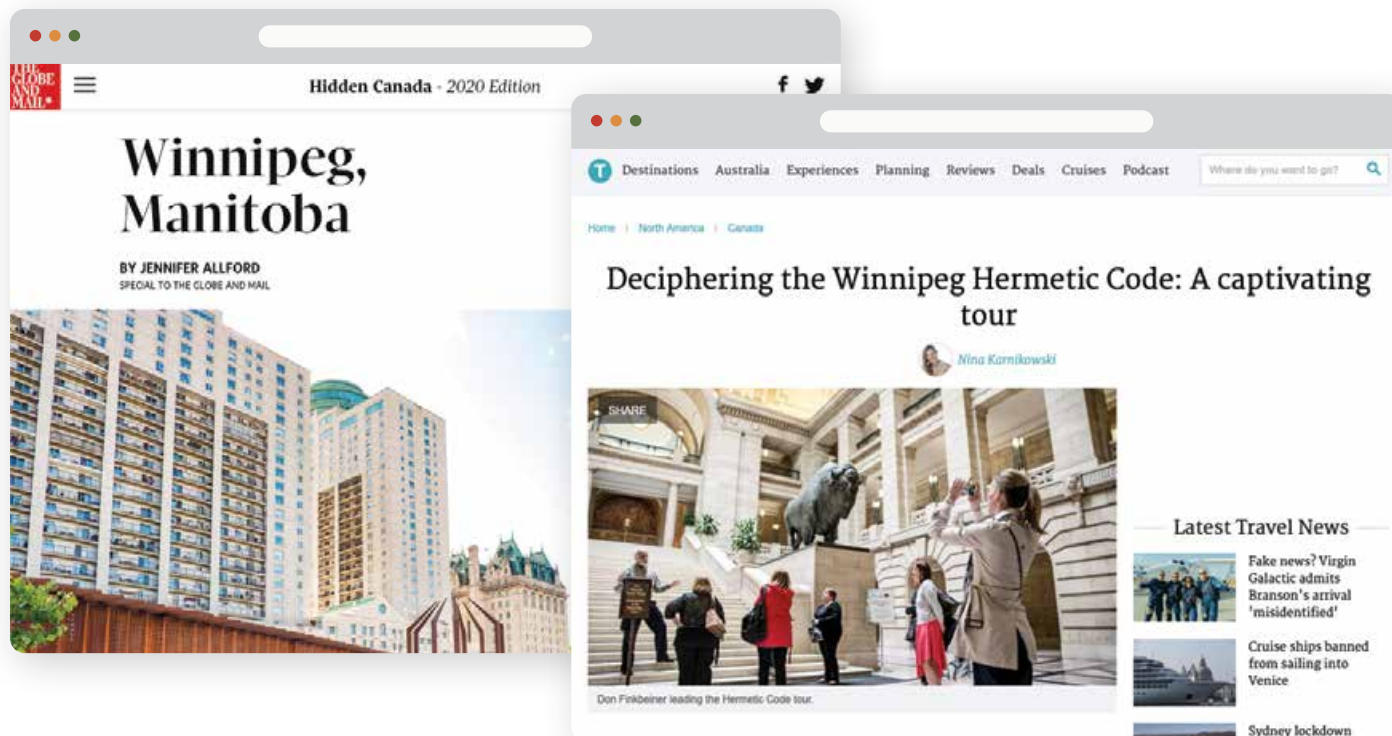 THE
GLOBE
AND
MAIL*
Hidden Canada - 2020 Edition
Winnipeg,
Manitoba
BY JENNIFER ALLFORD
SPECIAL TO THE GLOBE AND MAIL
T
Destinations Australia Experiences Planning Reviews Deals Cruises Podcast
Where do you want to go?
Home | North America | Canada
Deciphering the Winnipeg Hermetic Code: A captivating
tour
Nina Karnikowski
SHARE
Don Finkbeiner leading the Hermetic Code tour.
Latest Travel News
Fake news? Virgin
Galactic admits
Branson's arrival
'misidentified'
Cruise ships banned
from sailing into
Venice
Sydney lockdown